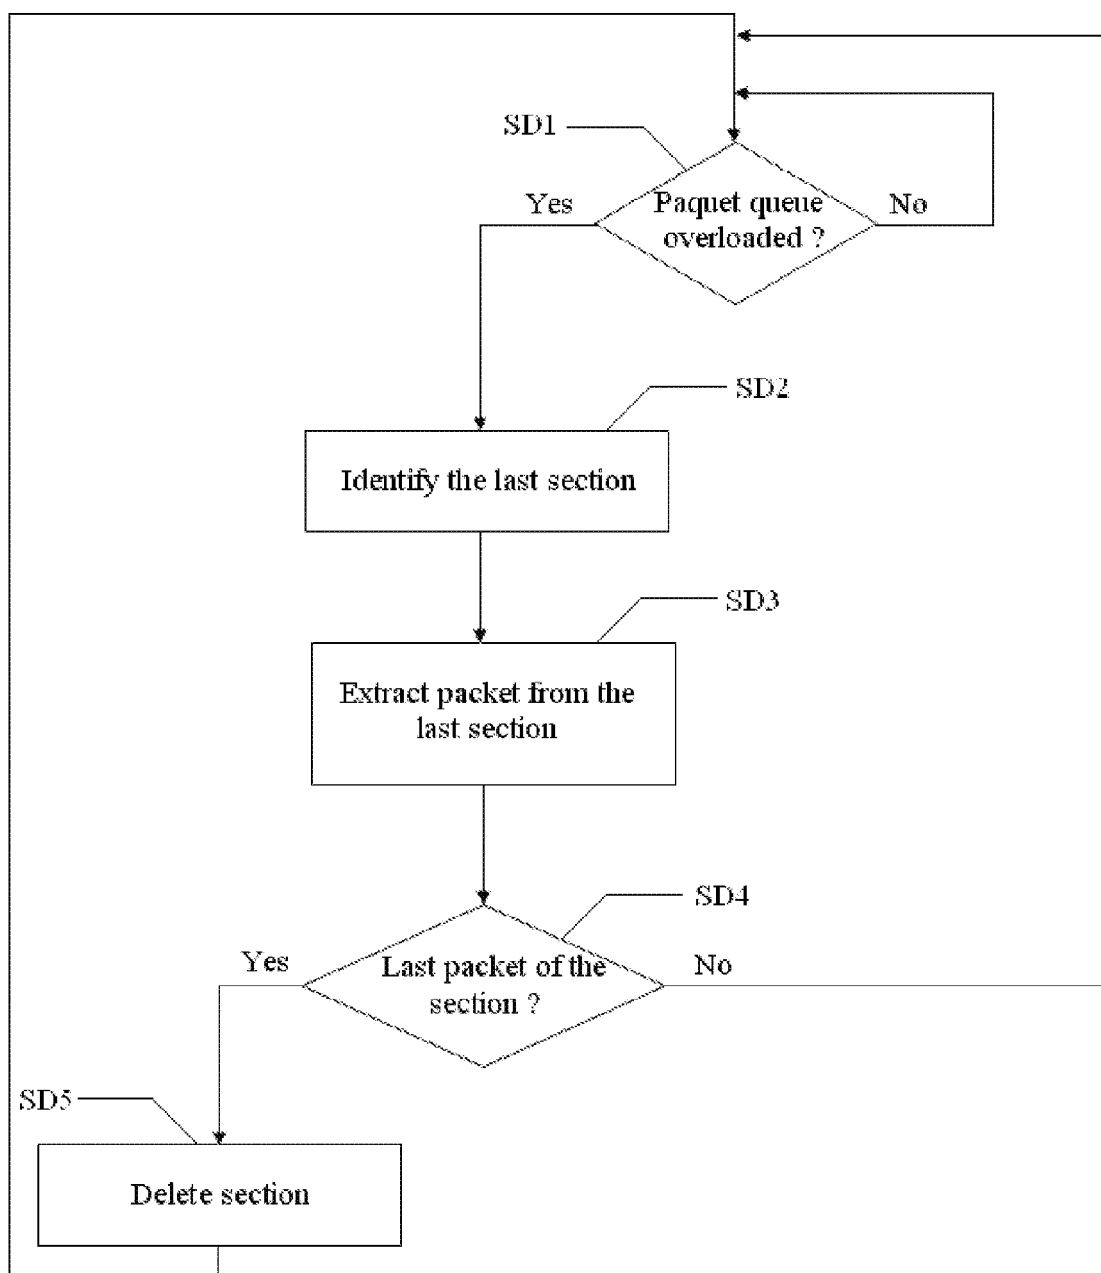 SD1
Yes
Paquet queue
overloaded ?
No
SD2
Identify the last section
SD3
Extract packet from the
last section
SD4
Yes
Last packet of the
section ?
No
SD5
Delete section